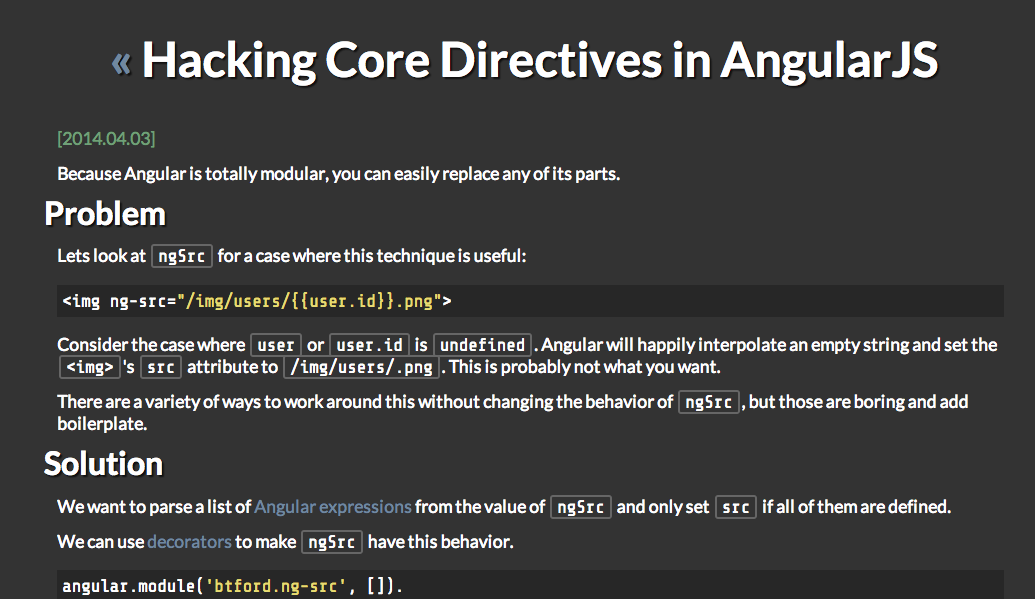 « Hacking Core Directives in AngularJS
[2014.04.03]
Because Angular is totally modular, you can easily replace any of its parts.
Problem
Lets look at ngSrc for a case where this technique is useful:
<img ng-src="/img/users/{{user.id}}.png">
Consider the case where user or user.id is undefined. Angular will happily interpolate an empty string and set the
<img>'s src attribute to /img/users/.png. This is probably not what you want.
There are a variety of ways to work around this without changing the behavior of ngSrc, but those are boring and add
boilerplate.
Solution
We want to parse a list of Angular expressions from the value of ngSrc and only set src if all of them are defined.
We can use decorators to make ngSrc have this behavior.
angular.module('btford.ng-src', []).